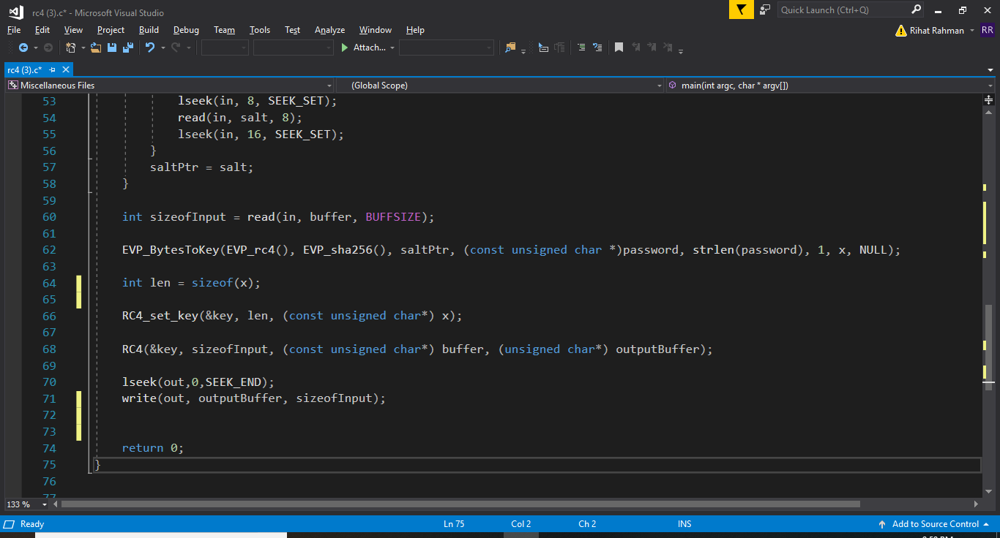 rc4 (3).c* - Microsoft Visual Studio
Quick Launch (Ctrl+Q)
File Edit View Project Build Debug Team Tools Test Analyze Window Help
Rihat Rahman RR
Attach...
rc4 (3).c*
Miscellaneous Files (Global Scope) main(int argc, char * argv[])
53 lseek(in, 8, SEEK_SET);
54 read(in, salt, 8);
55 lseek(in, 16, SEEK_SET);
56 }
57 saltPtr = salt;
58 }
59
60 int sizeofInput = read(in, buffer, BUFFSIZE);
61
62 EVP_BytesToKey(EVP_rc4(), EVP_sha256(), saltPtr, (const unsigned char *)password, strlen(password), 1, x, NULL);
63
64 int len = sizeof(x);
65
66 RC4_set_key(&key, len, (const unsigned char*) x);
67
68 RC4(&key, sizeofInput, (const unsigned char*) buffer, (unsigned char*) outputBuffer);
69
70 lseek(out,0,SEEK_END);
71 write(out, outputBuffer, sizeofInput);
72
73
74 return 0;
75 }
76
77
133 %
Ready Ln 75 Col 2 Ch 2 INS Add to Source Control